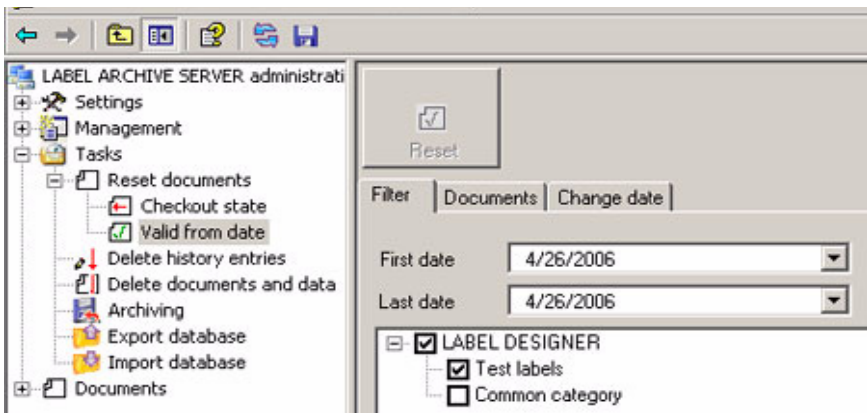 LABEL ARCHIVE SERVER administrati
Settings
Management
Tasks
Reset documents
Checkout state
Valid from date
Delete history entries
Delete documents and data
Archiving
Export database
Import database
Documents
Reset
Filter
Documents
Change date
First date
4/26/2006
Last date
4/26/2006
LABEL DESIGNER
Test labels
Common category